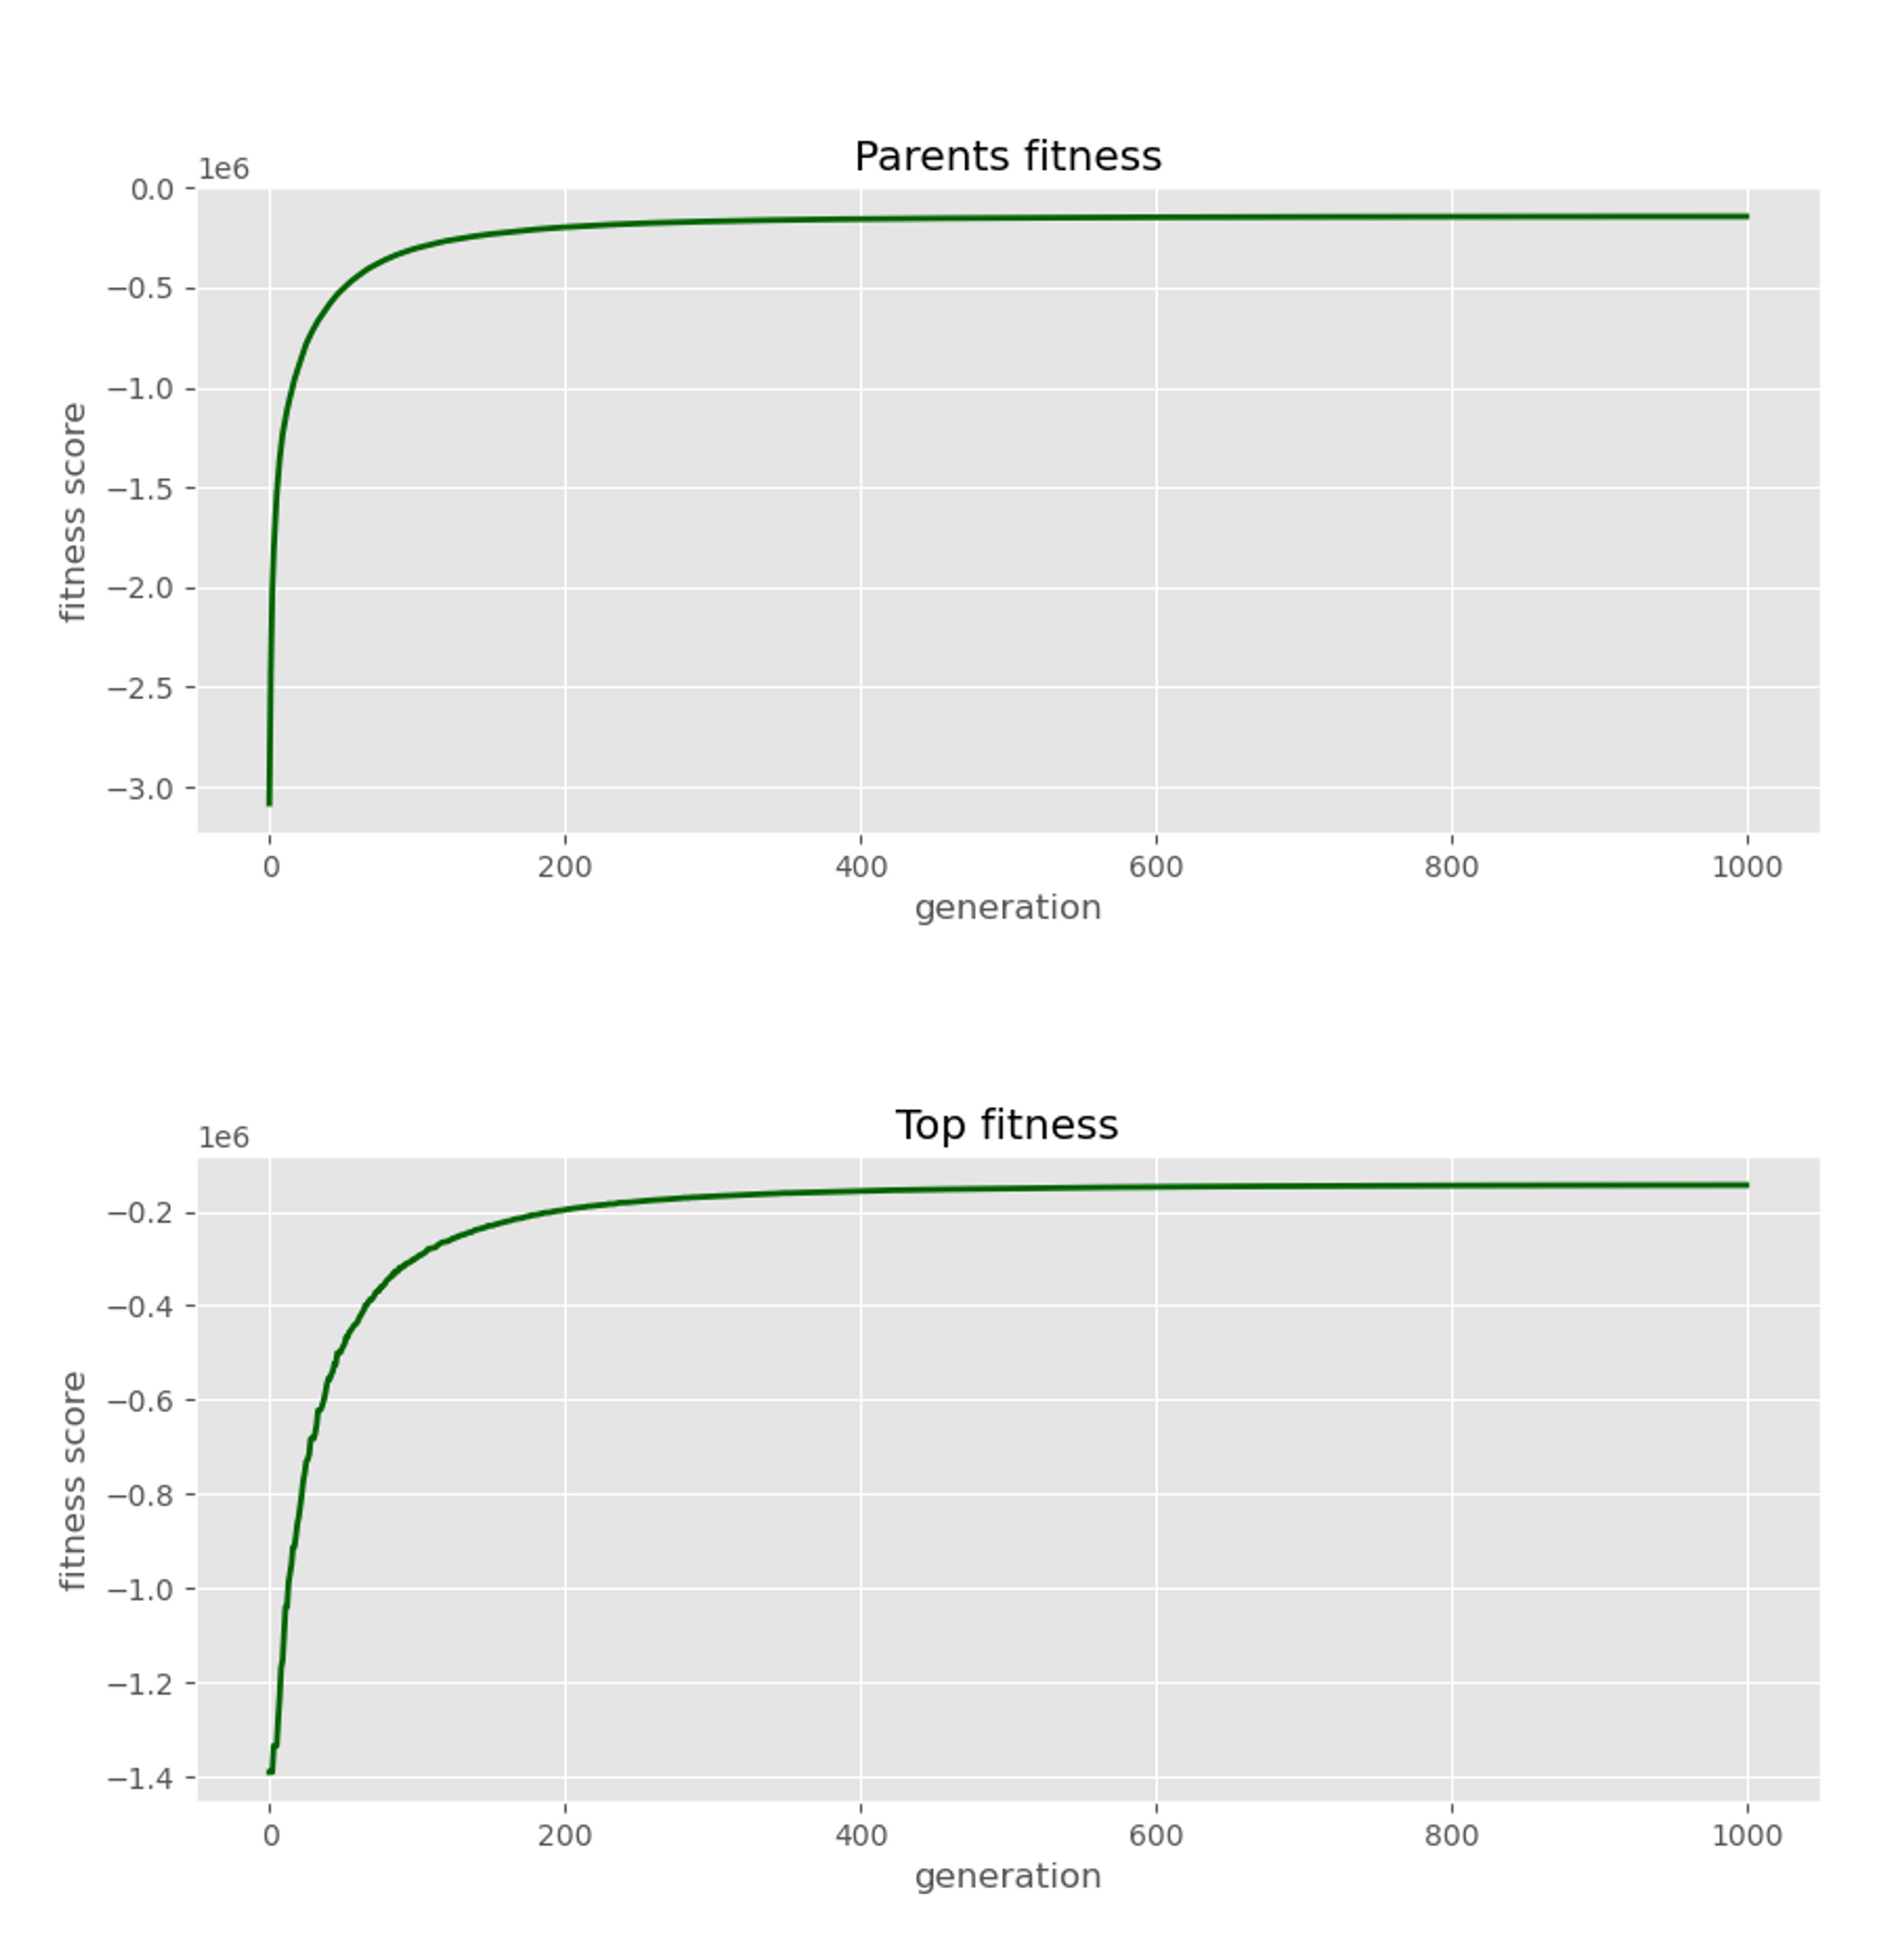 Parents fitness
1e6
0.0
−0.5
−1.0
−1.5
−2.0
−2.5
−3.0
fitness score
0 200 400 600 800 1000
generation
Top fitness
1e6
−0.2
−0.4
−0.6
−0.8
−1.0
−1.2
−1.4
fitness score
0 200 400 600 800 1000
generation